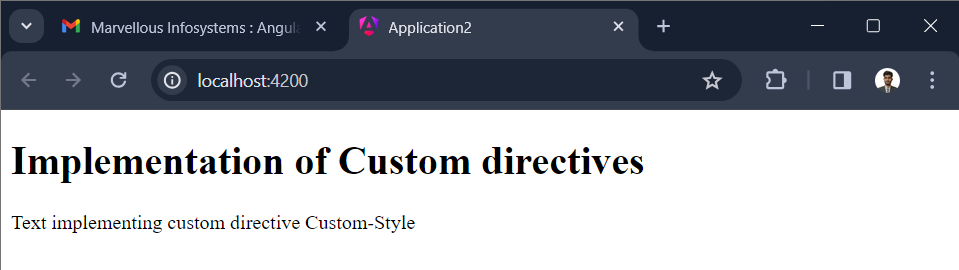 Marvellous Infosystems : Angul
Application2
localhost:4200
Implementation of Custom directives
Text implementing custom directive Custom-Style